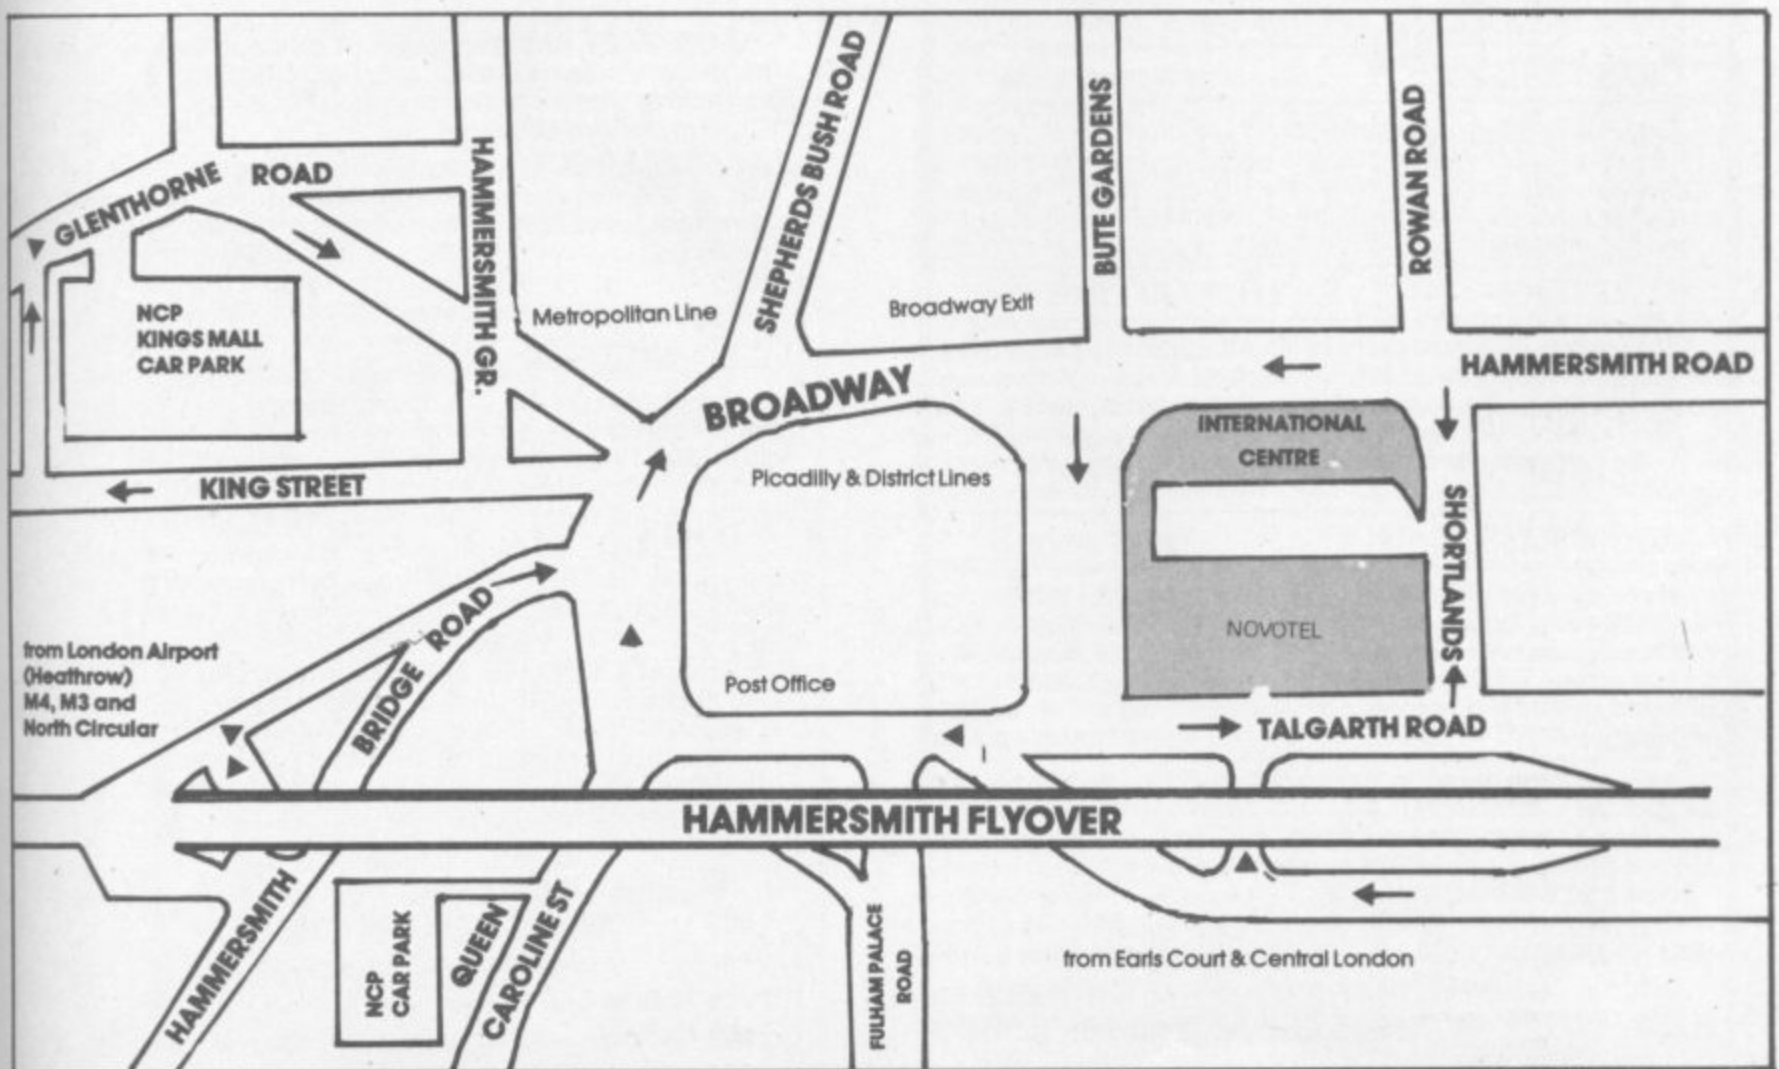 GLENTHORNE ROAD
HAMMERSMITH GR.
SHEPHERDS BUSH ROAD
BUTE GARDENS
ROWAN ROAD
NCP
KINGS MALL
CAR PARK
Metropolitan Line
Broadway Exit
BROADWAY
HAMMERSMITH ROAD
INTERNATIONAL
CENTRE
KING STREET
Picadilly & District Lines
SHORTLANDS
NOVOTEL
BRIDGE ROAD
from London Airport
(Heathrow)
M4, M3 and
North Circular
Post Office
TALGARTH ROAD
HAMMERSMITH FLYOVER
HAMMERSMITH
NCP
CAR PARK
QUEEN
CAROLINE ST
FULHAM PALACE
ROAD
from Earls Court & Central London